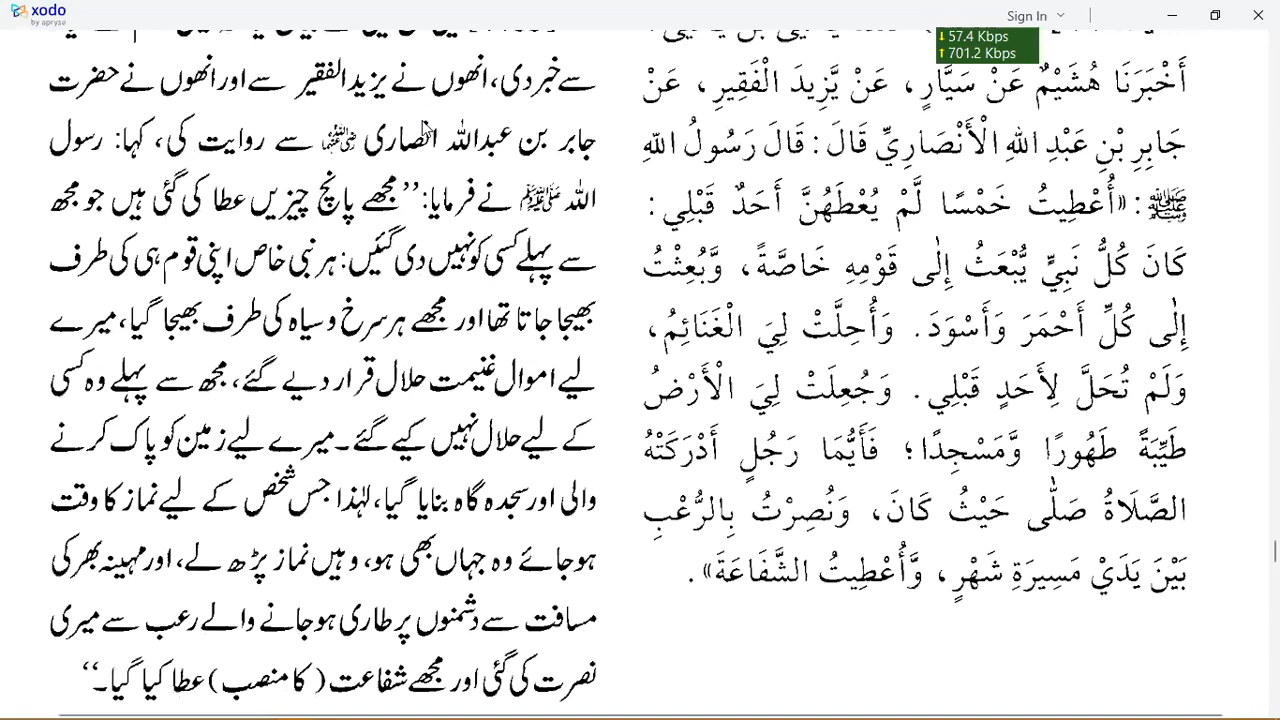 xodo
by apryse
Sign In
57.4 Kbps
701.2 Kbps
أَخْبَرَنَا هُشَيْمٌ عَنْ سَيَّارٍ، عَنْ يَّزِيدَ الْفَقِيرِ، عَنْ
جَابِرِ بْنِ عَبْدِ اللهِ الْأَنْصَارِيِّ قَالَ: قَالَ رَسُولُ اللهِ
ﷺ: «أُعْطِيتُ خَمْسًا لَّمْ يُعْطَهُنَّ أَحَدٌ قَبْلِي:
كَانَ كُلُّ نَبِيٍّ يُّبْعَثُ إِلٰى قَوْمِهِ خَاصَّةً، وَّبُعِثْتُ
إِلٰى كُلِّ أَحْمَرَ وَأَسْوَدَ. وَأُحِلَّتْ لِيَ الْغَنَائِمُ،
وَلَمْ تُحَلَّ لِأَحَدٍ قَبْلِي. وَجُعِلَتْ لِيَ الْأَرْضُ
طَيِّبَةً طَهُورًا وَّمَسْجِدًا؛ فَأَيُّمَا رَجُلٍ أَدْرَكَتْهُ
الصَّلَاةُ صَلّٰى حَيْثُ كَانَ، وَنُصِرْتُ بِالرُّعْبِ
بَيْنَ يَدَيْ مَسِيرَةِ شَهْرٍ، وَّأُعْطِيتُ الشَّفَاعَةَ».
سے خبر دی، انھوں نے یزید الفقیر سے اور انھوں نے حضرت
جابر بن عبداللہ انصاری رضی اللہ عنہ سے روایت کی، کہا: رسول
اللہ ﷺ نے فرمایا: ’’مجھے پانچ چیزیں عطا کی گئی ہیں جو مجھ
سے پہلے کسی کو نہیں دی گئیں: ہر نبی خاص اپنی قوم ہی کی طرف
بھیجا جاتا تھا اور مجھے ہر سرخ و سیاہ کی طرف بھیجا گیا، میرے
لیے اموال غنیمت حلال قرار دیے گئے، مجھ سے پہلے وہ کسی
کے لیے حلال نہیں کیے گئے۔ میرے لیے زمین کو پاک کرنے
والی اور سجدہ گاہ بنایا گیا، لہٰذا جس شخص کے لیے نماز کا وقت
ہو جائے وہ جہاں بھی ہو، وہیں نماز پڑھ لے، اور مہینہ بھر کی
مسافت سے دشمنوں پر طاری ہو جانے والے رعب سے میری
نصرت کی گئی اور مجھے شفاعت (کا منصب) عطا کیا گیا۔‘‘